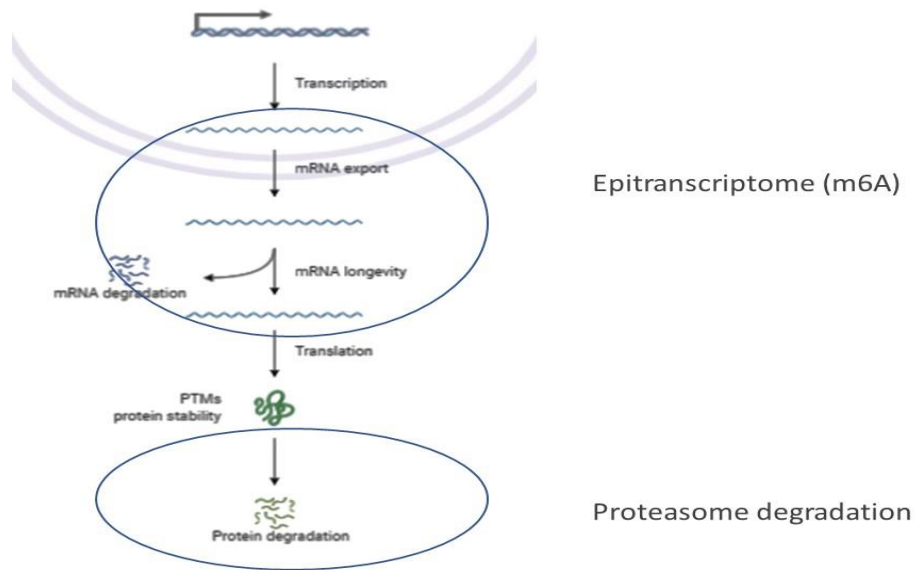 Transcription
mRNA export
Epitranscriptome (m6A)
mRNA longevity
mRNA degradation
Translation
PTMs
protein stability
Protein degradation
Proteasome degradation